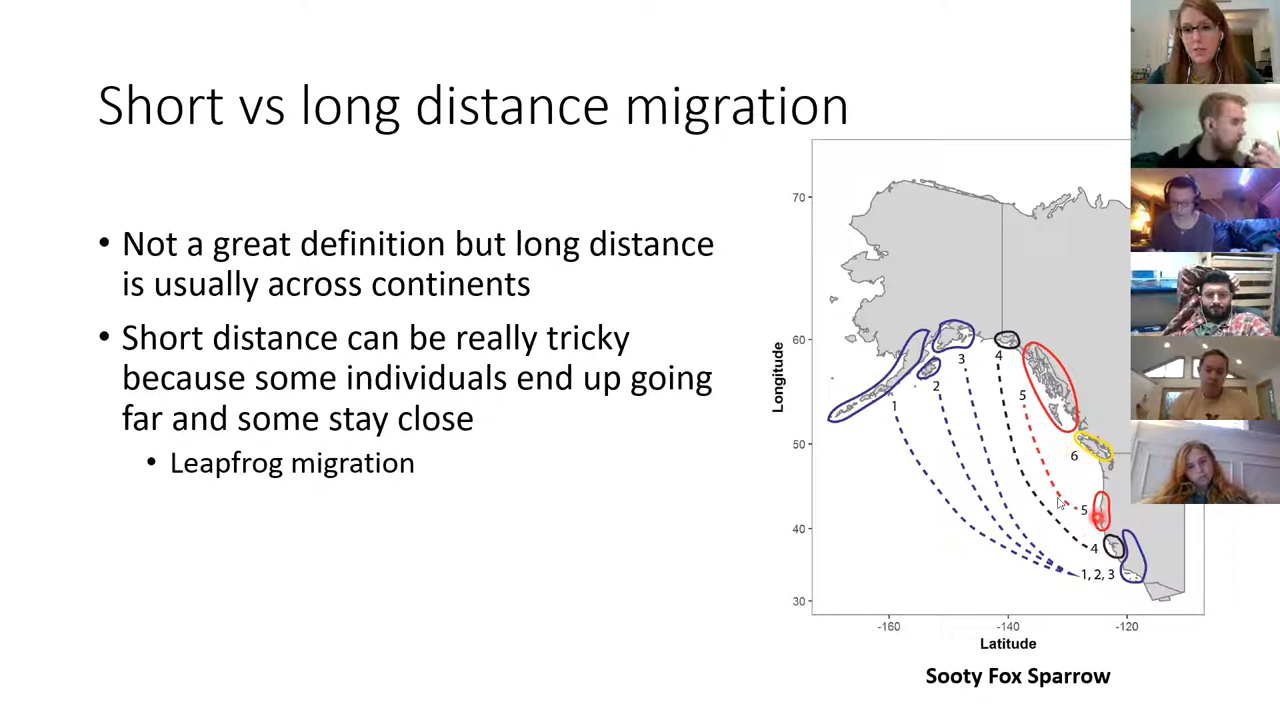 Short vs long distance migration
• Not a great definition but long distance
is usually across continents
• Short distance can be really tricky
because some individuals end up going
far and some stay close
• Leapfrog migration
70
60
50
40
30
Longitude
1
2
3
4
5
6
5
4
1, 2, 3
-160
-140
-120
Latitude
Sooty Fox Sparrow